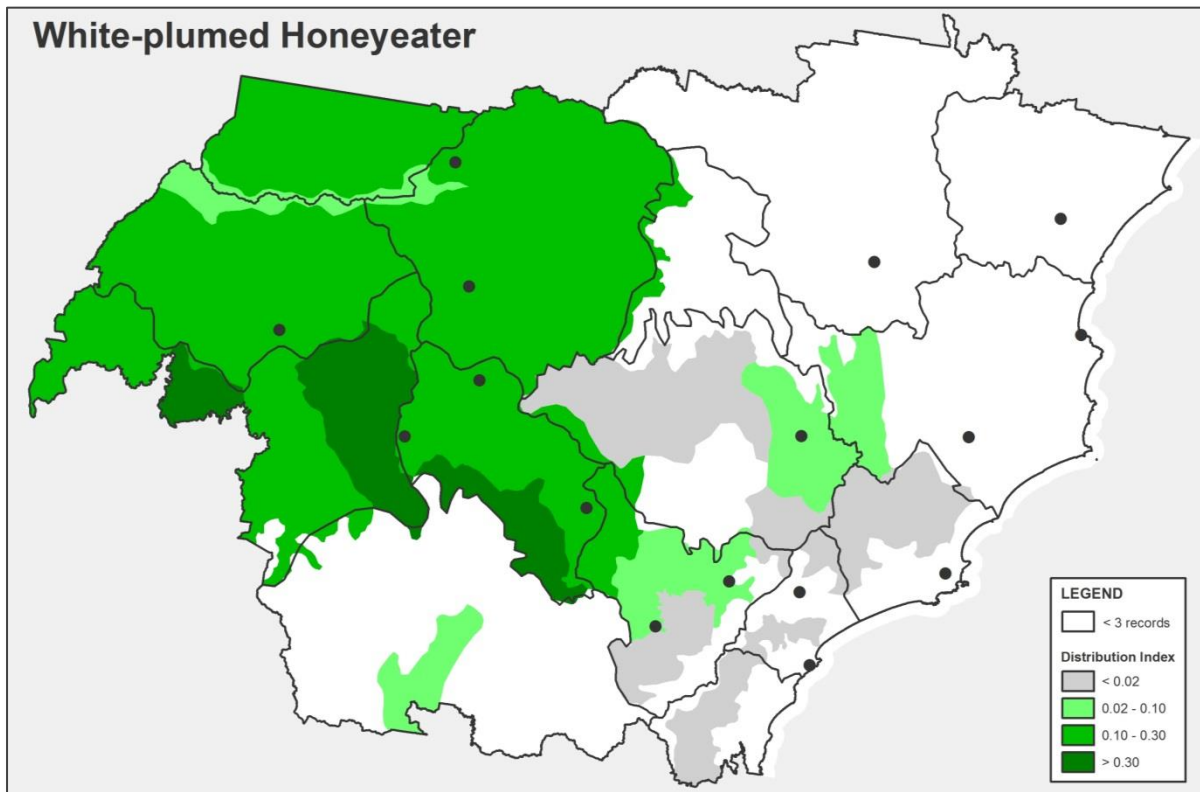 White-plumed Honeyeater
LEGEND
< 3 records
Distribution Index
< 0.02
0.02 - 0.10
0.10 - 0.30
> 0.30